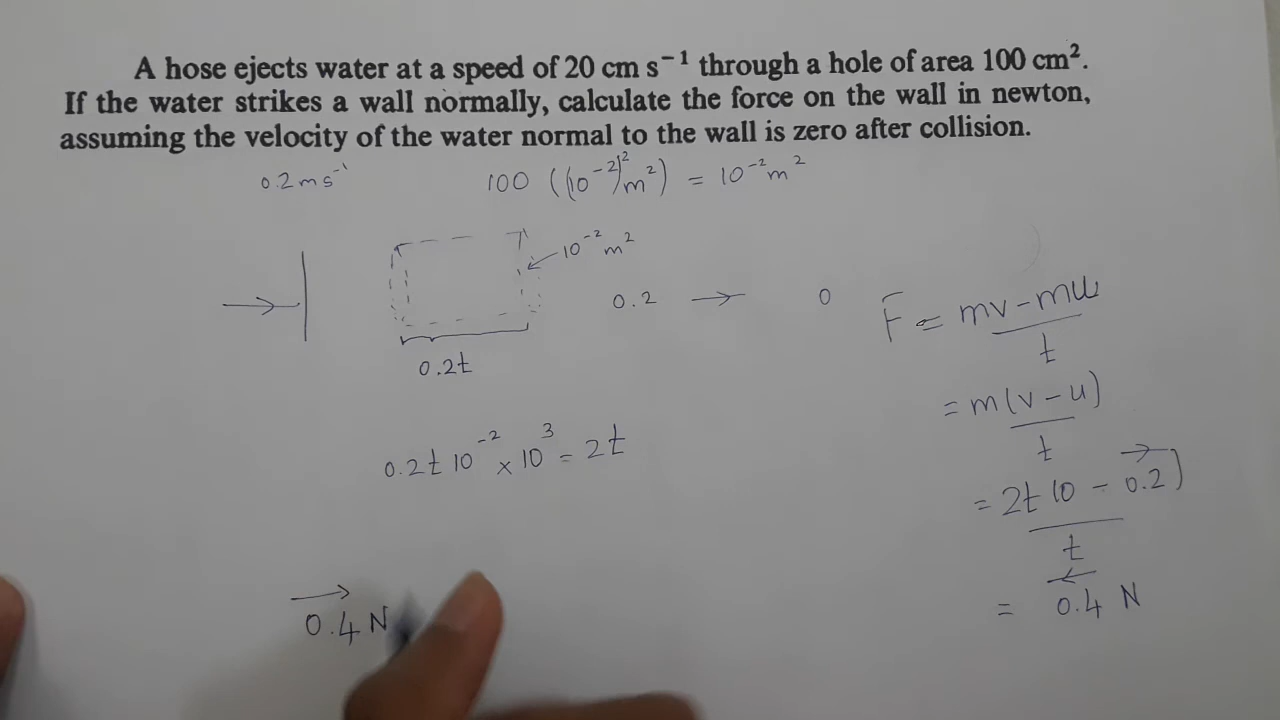 A hose ejects water at a speed of 20 cm s⁻¹ through a hole of area 100 cm².
If the water strikes a wall normally, calculate the force on the wall in newton,
assuming the velocity of the water normal to the wall is zero after collision.
0.2 m s⁻¹
100 ((10⁻²)² m²) = 10⁻² m²
10⁻² m²
0.2 → 0
0.2t
0.2t 10⁻² × 10³ = 2t
F = mv - mu / t
= m(v - u) / t
= 2t (0 - 0.2) / t
= 0.4 N
0.4 N